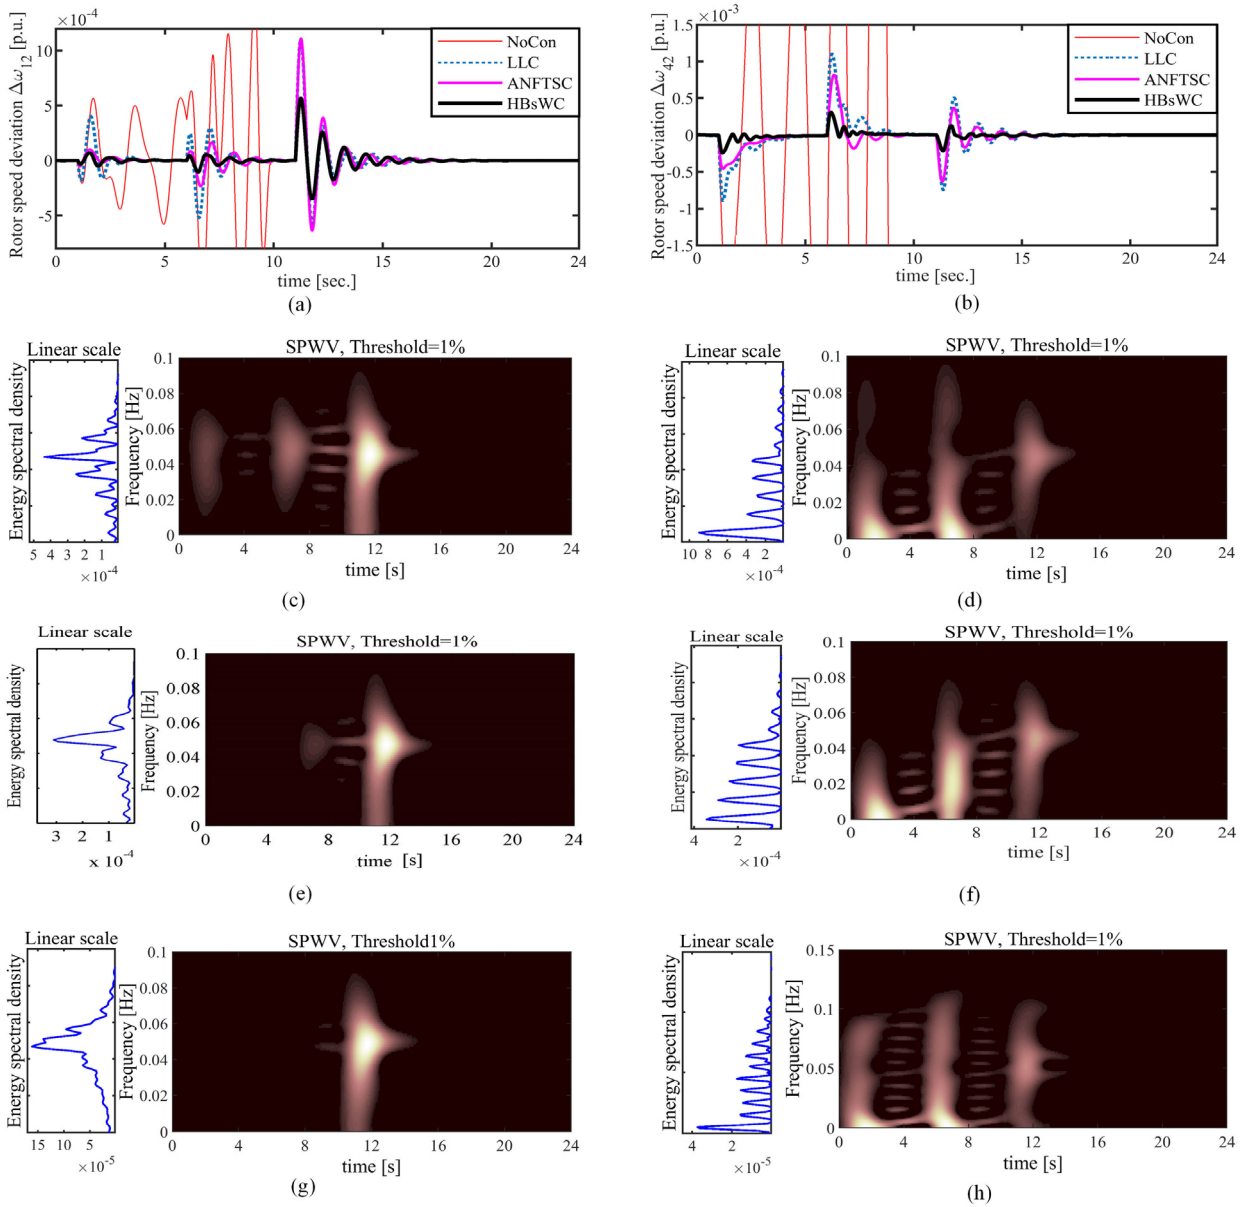 ×10⁻⁴
Rotor speed deviation Δω₁₂ [p.u.]
10
5
0
-5
NoCon
LLC
ANFTSC
HBsWC
0 5 10 15 20 24
time [sec.]
(a)
×10⁻³
Rotor speed deviation Δω₄₂ [p.u.]
1.5
1
0.5
0
-0.5
-1
-1.5
NoCon
LLC
ANFTSC
HBsWC
0 5 10 15 20 24
time [sec.]
(b)
Linear scale
Energy spectral density
5 4 3 2 1
×10⁻⁴
SPWV, Threshold=1%
Frequency [Hz]
0.1
0.08
0.06
0.04
0.02
0
0 4 8 12 16 20 24
time [s]
(c)
Linear scale
Energy spectral density
10 8 6 4 2
×10⁻⁴
SPWV, Threshold=1%
Frequency [Hz]
0.1
0.08
0.06
0.04
0.02
0
0 4 8 12 16 20 24
time [s]
(d)
Linear scale
Energy spectral density
3 2 1
x 10⁻⁴
SPWV, Threshold=1%
Frequency [Hz]
0.1
0.08
0.06
0.04
0.02
0
0 4 8 12 16 20 24
time [s]
(e)
Linear scale
Energy spectral density
4 2
×10⁻⁴
SPWV, Threshold=1%
Frequency [Hz]
0.1
0.08
0.06
0.04
0.02
0
0 4 8 12 16 20 24
time [s]
(f)
Linear scale
Energy spectral density
15 10 5
×10⁻⁵
SPWV, Threshold1%
Frequency [Hz]
0.1
0.08
0.06
0.04
0.02
0
0 4 8 12 16 20 24
time [s]
(g)
Linear scale
Energy spectral density
4 2
×10⁻⁵
SPWV, Threshold=1%
Frequency [Hz]
0.15
0.1
0.05
0
0 4 8 12 16 20 24
time [s]
(h)